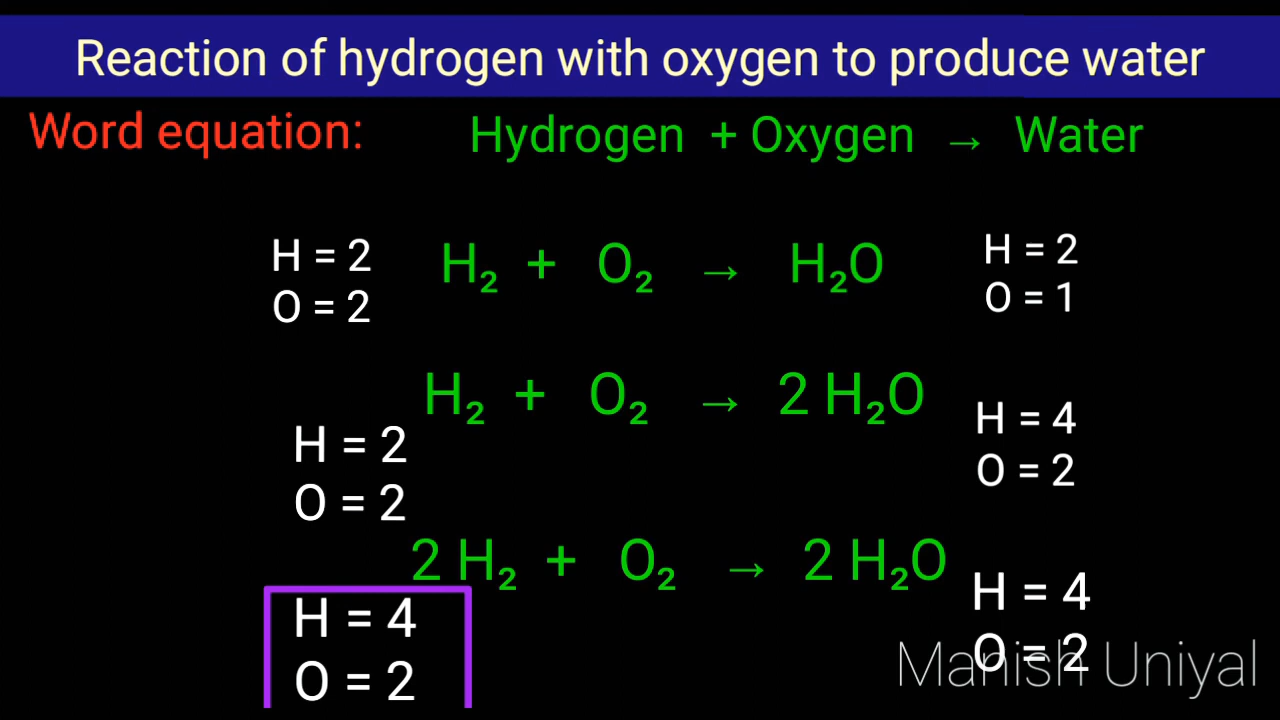 Reaction of hydrogen with oxygen to produce water
Word equation: Hydrogen + Oxygen → Water
H = 2
O = 2
H₂ + O₂ → H₂O
H = 2
O = 1
H₂ + O₂ → 2 H₂O
H = 2
O = 2
H = 4
O = 2
2 H₂ + O₂ → 2 H₂O
H = 4
O = 2
H = 4
O = 2
Manish Uniyal